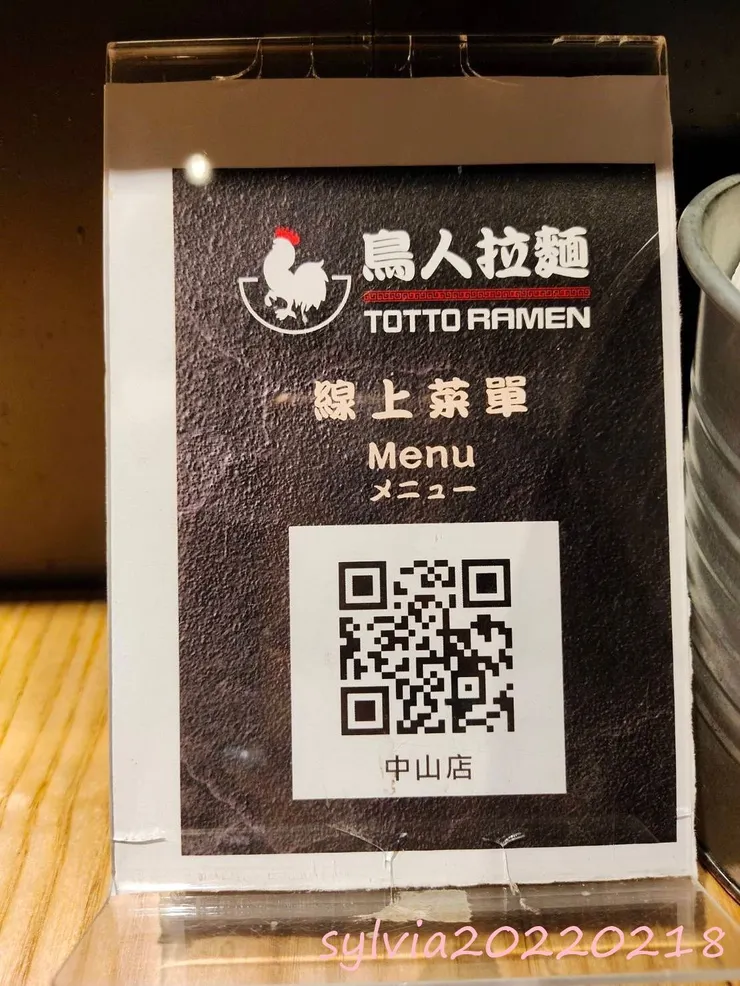 鳥人拉麵
TOTTO RAMEN
線上菜單
Menu
メニュー
中山店
sylvia20220218